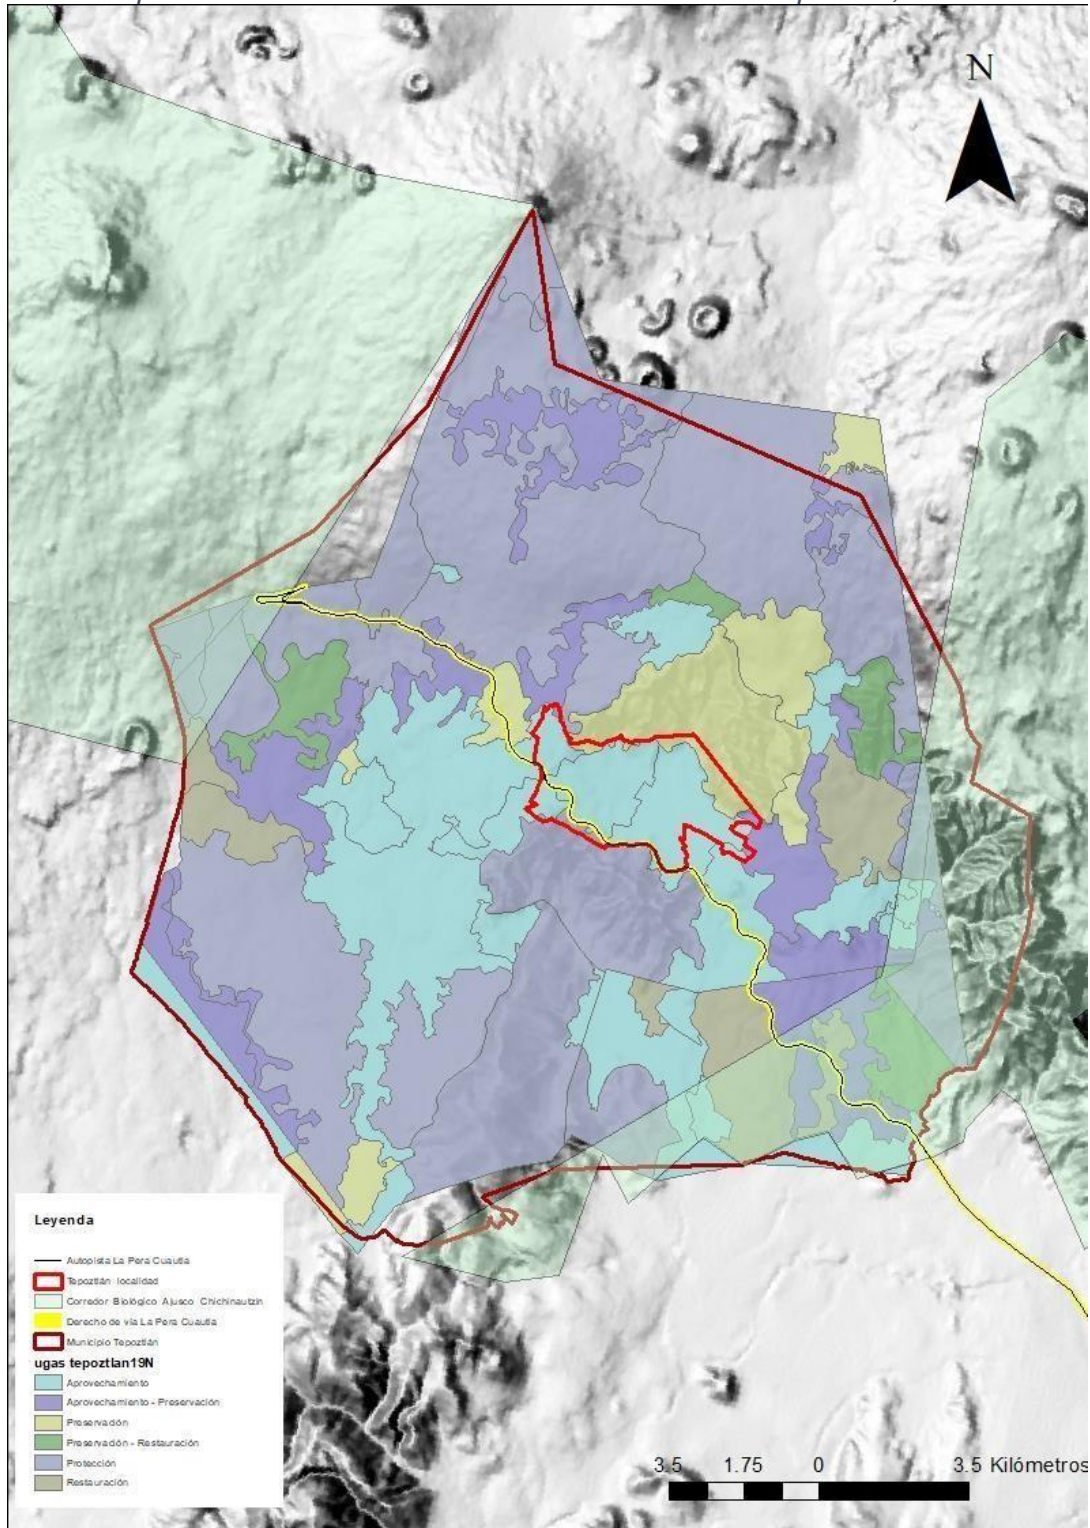 N
Leyenda
Autopista La Pera Cuautla
Tepoztlán localidad
Corredor Biológico Ajusco Chichinautzin
Derecho de vía La Pera Cuautla
Municipio Tepoztlán
ugas tepoztlan19N
Aprovechamiento
Aprovechamiento - Preservación
Preservación
Preservación - Restauración
Protección
Restauración
3.5 1.75 0 3.5 Kilómetros